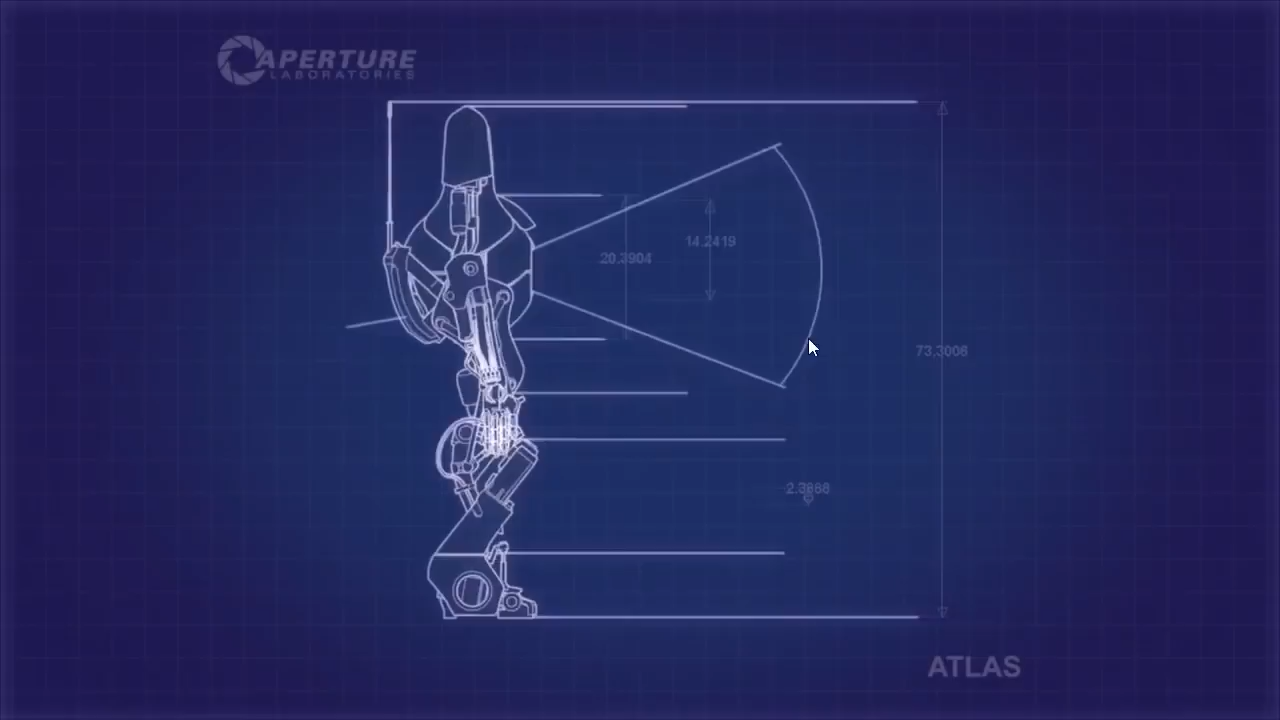 APERTURE
LABORATORIES
14.2419
20.3904
73.3006
2.3868
ATLAS